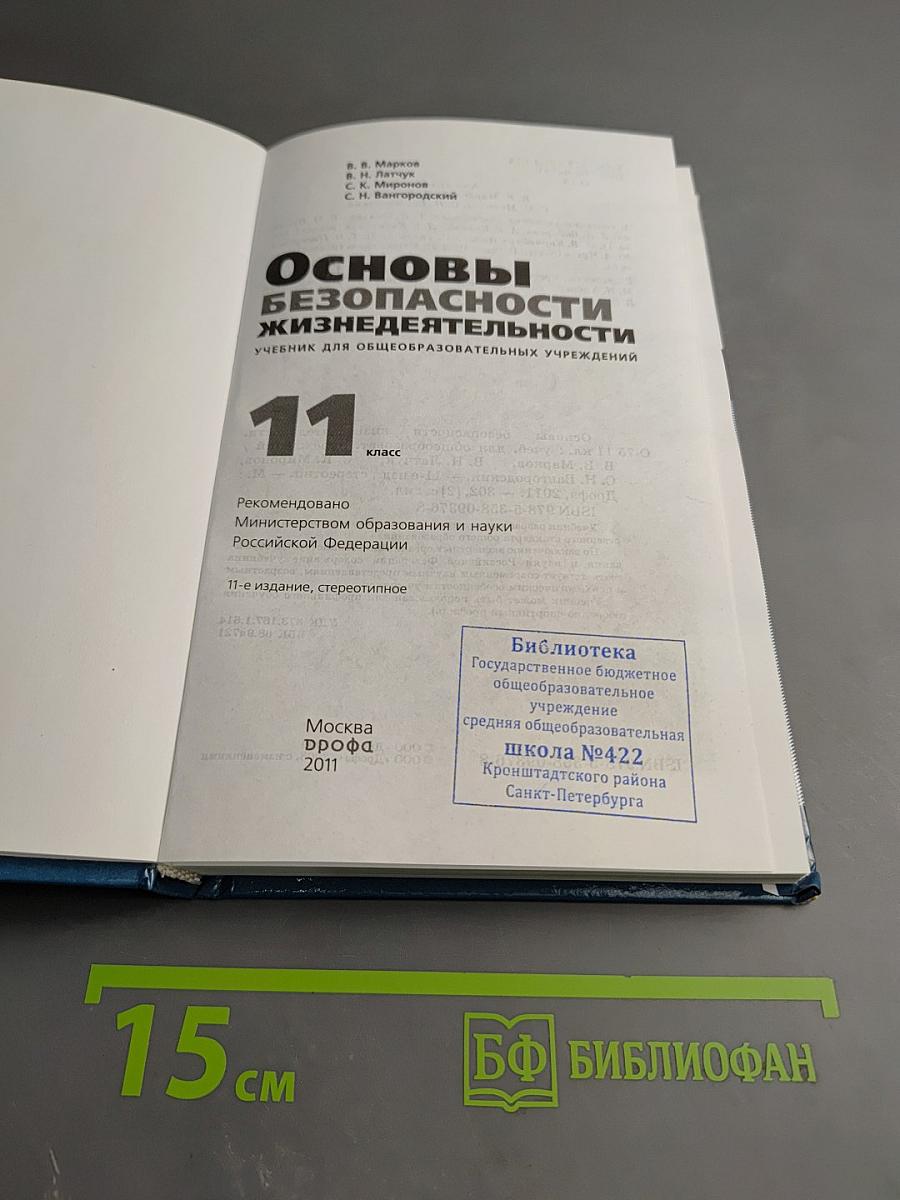 В. В. Марков
В. Н. Латчук
С. К. Миронов
С. Н. Вангородский
Основы
БЕЗОПАСНОСТИ
ЖИЗНЕДЕЯТЕЛЬНОСТИ
УЧЕБНИК ДЛЯ ОБЩЕОБРАЗОВАТЕЛЬНЫХ УЧРЕЖДЕНИЙ
11 класс
Рекомендовано
Министерством образования и науки
Российской Федерации
11-е издание, стереотипное
Библиотека
Государственное бюджетное
общеобразовательное
учреждение
средняя общеобразовательная
школа №422
Кронштадтского района
Санкт-Петербурга
Москва
дрофа
2011
15 см
БФ БИБЛИОФАН